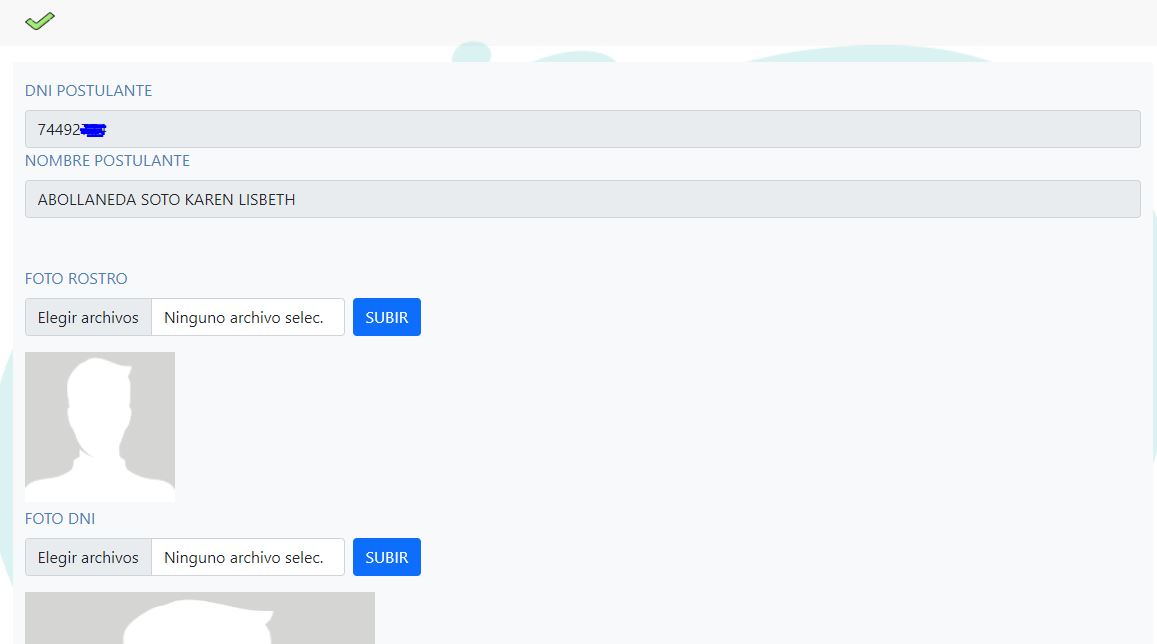 DNI POSTULANTE
74492
NOMBRE POSTULANTE
ABOLLANEDA SOTO KAREN LISBETH
FOTO ROSTRO
Elegir archivos Ninguno archivo selec. SUBIR
FOTO DNI
Elegir archivos Ninguno archivo selec. SUBIR